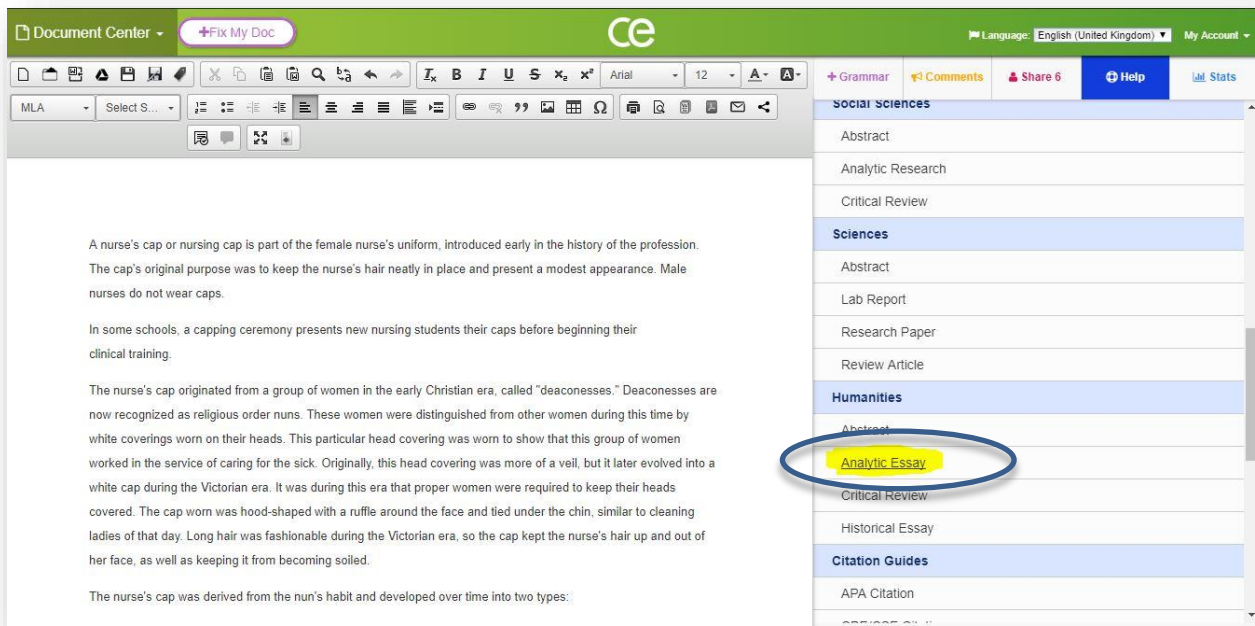 Document Center
+Fix My Doc
ce
Language: English (United Kingdom)
My Account
Arial
12
MLA
Select S...
+ Grammar
Comments
Share 6
Help
Stats
Social Sciences
Abstract
Analytic Research
Critical Review
Sciences
Abstract
Lab Report
Research Paper
Review Article
Humanities
Abstract
Analytic Essay
Critical Review
Historical Essay
Citation Guides
APA Citation
A nurse's cap or nursing cap is part of the female nurse's uniform, introduced early in the history of the profession.
The cap's original purpose was to keep the nurse's hair neatly in place and present a modest appearance. Male
nurses do not wear caps.
In some schools, a capping ceremony presents new nursing students their caps before beginning their
clinical training.
The nurse's cap originated from a group of women in the early Christian era, called "deaconesses." Deaconesses are
now recognized as religious order nuns. These women were distinguished from other women during this time by
white coverings worn on their heads. This particular head covering was worn to show that this group of women
worked in the service of caring for the sick. Originally, this head covering was more of a veil, but it later evolved into a
white cap during the Victorian era. It was during this era that proper women were required to keep their heads
covered. The cap worn was hood-shaped with a ruffle around the face and tied under the chin, similar to cleaning
ladies of that day. Long hair was fashionable during the Victorian era, so the cap kept the nurse's hair up and out of
her face, as well as keeping it from becoming soiled.
The nurse's cap was derived from the nun's habit and developed over time into two types: